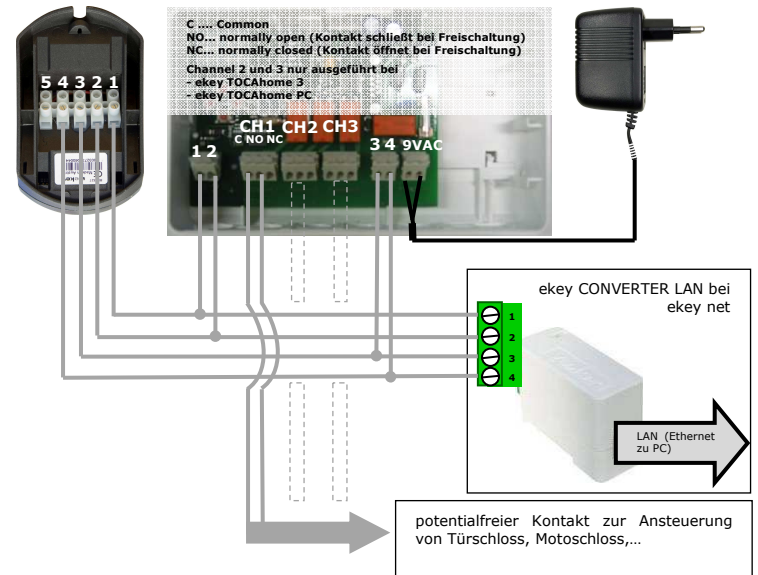 C .... Common
NO... normally open (Kontakt schließt bei Freischaltung)
NC... normally closed (Kontakt öffnet bei Freischaltung)
Channel 2 und 3 nur ausgeführt bei
- ekey TOCAhome 3
- ekey TOCAhome PC
5 4 3 2 1
CH1 CH2 CH3
C NO NC
1 2
3 4 9VAC
ekey CONVERTER LAN bei
ekey net
1
2
3
4
LAN (Ethernet
zu PC)
potentialfreier Kontakt zur Ansteuerung
von Türschloss, Motoschloss,...